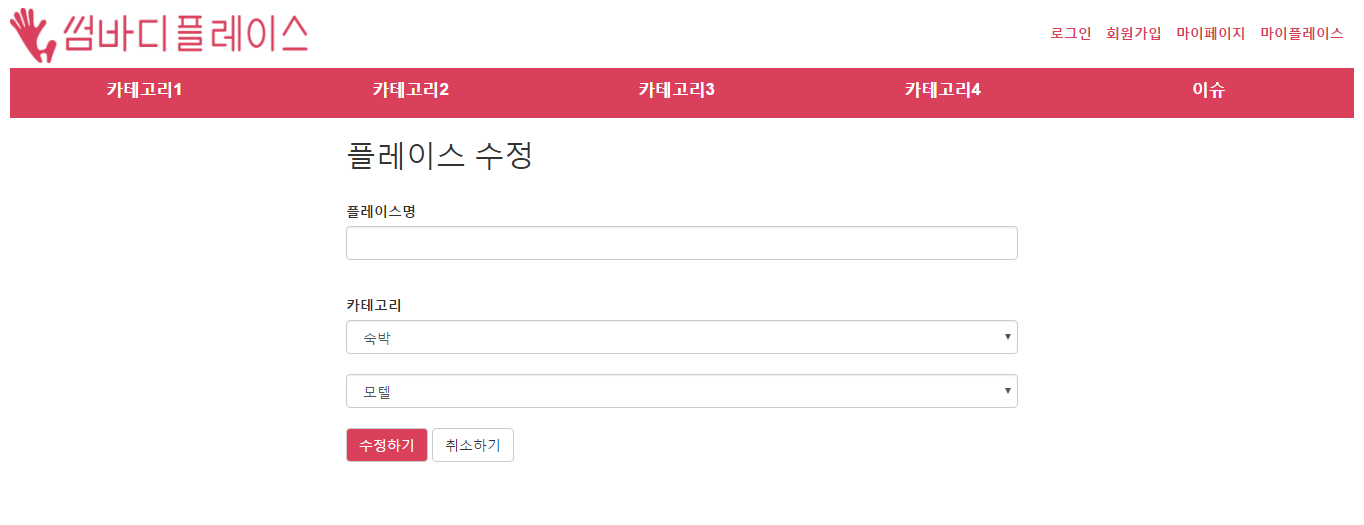 썸바디플레이스
로그인 회원가입 마이페이지 마이플레이스
카테고리1 카테고리2 카테고리3 카테고리4 이슈
플레이스 수정
플레이스명
카테고리
숙박
모텔
수정하기 취소하기